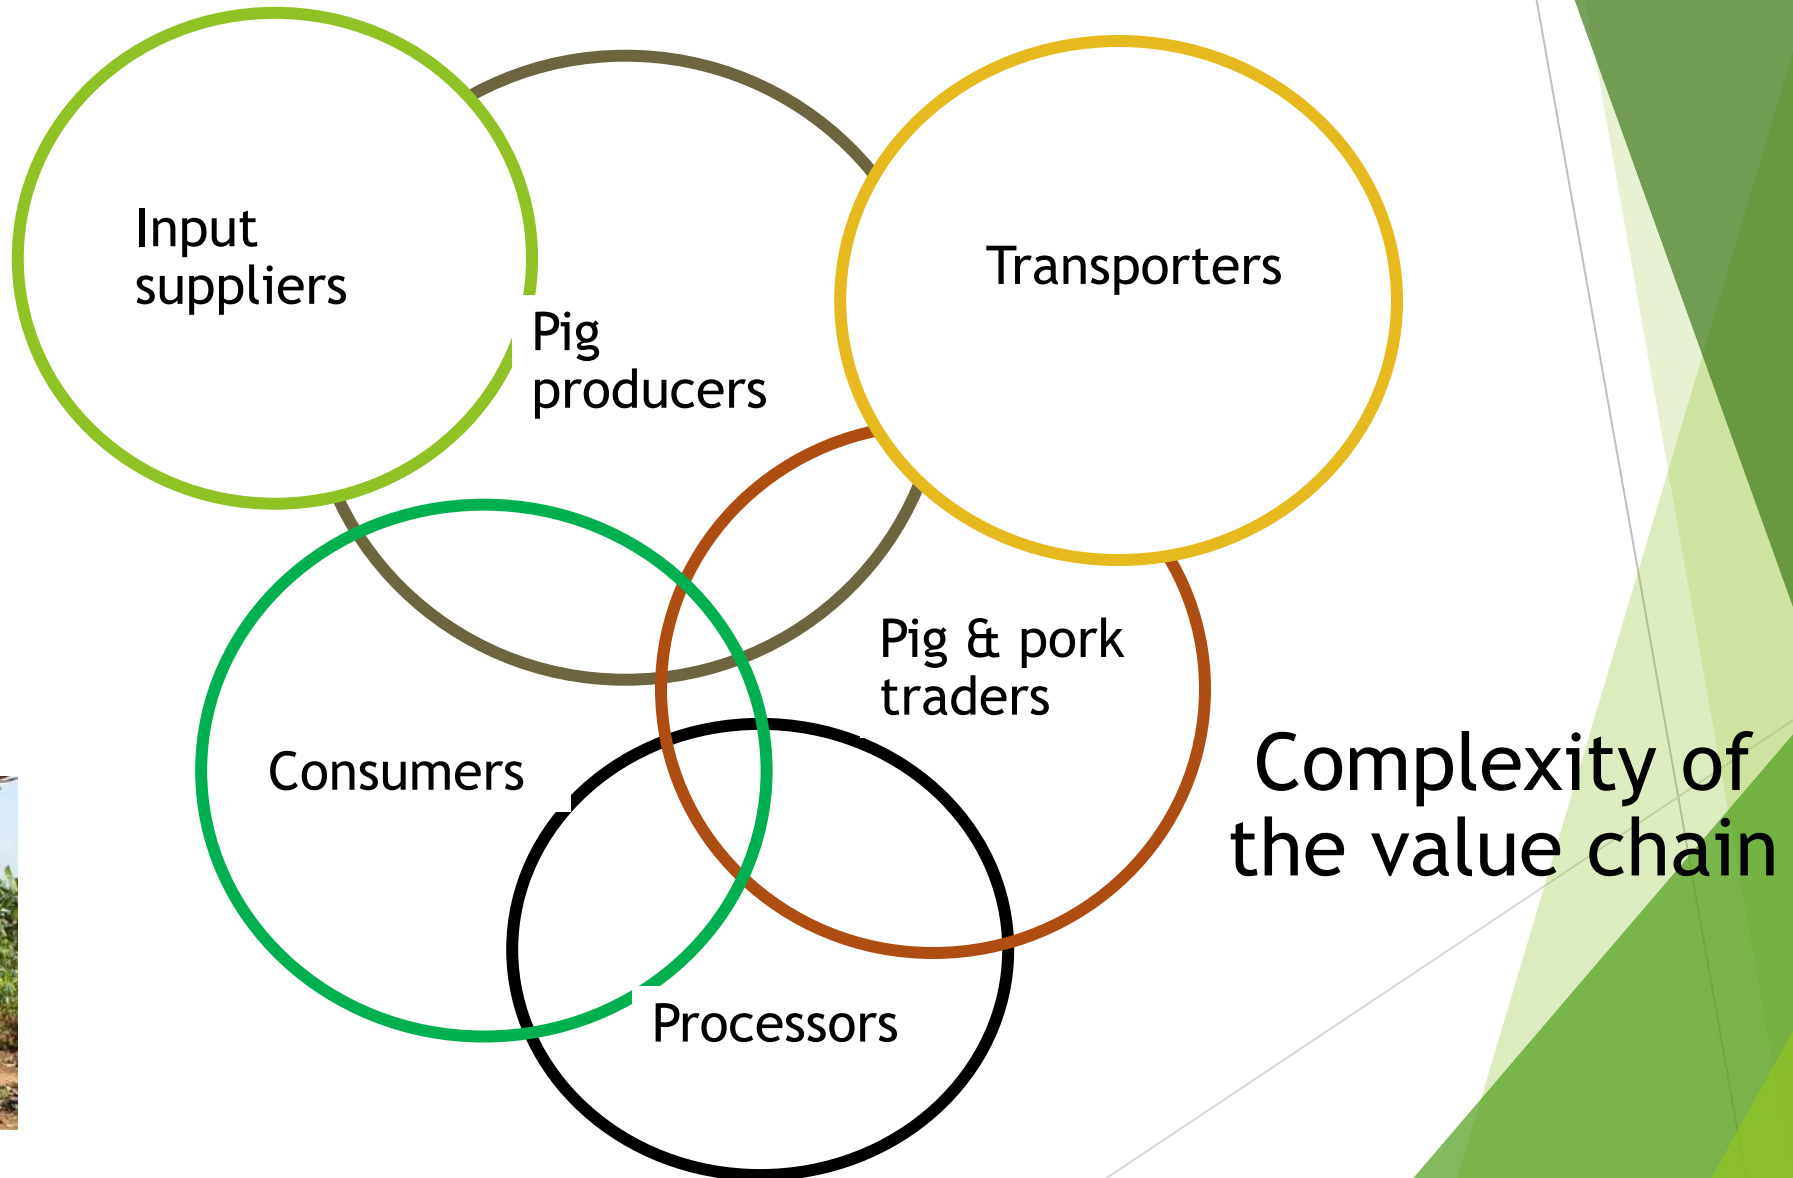 Input
suppliers
Transporters
Pig
producers
Pig & pork
traders
Consumers
Complexity of
the value chain
Processors